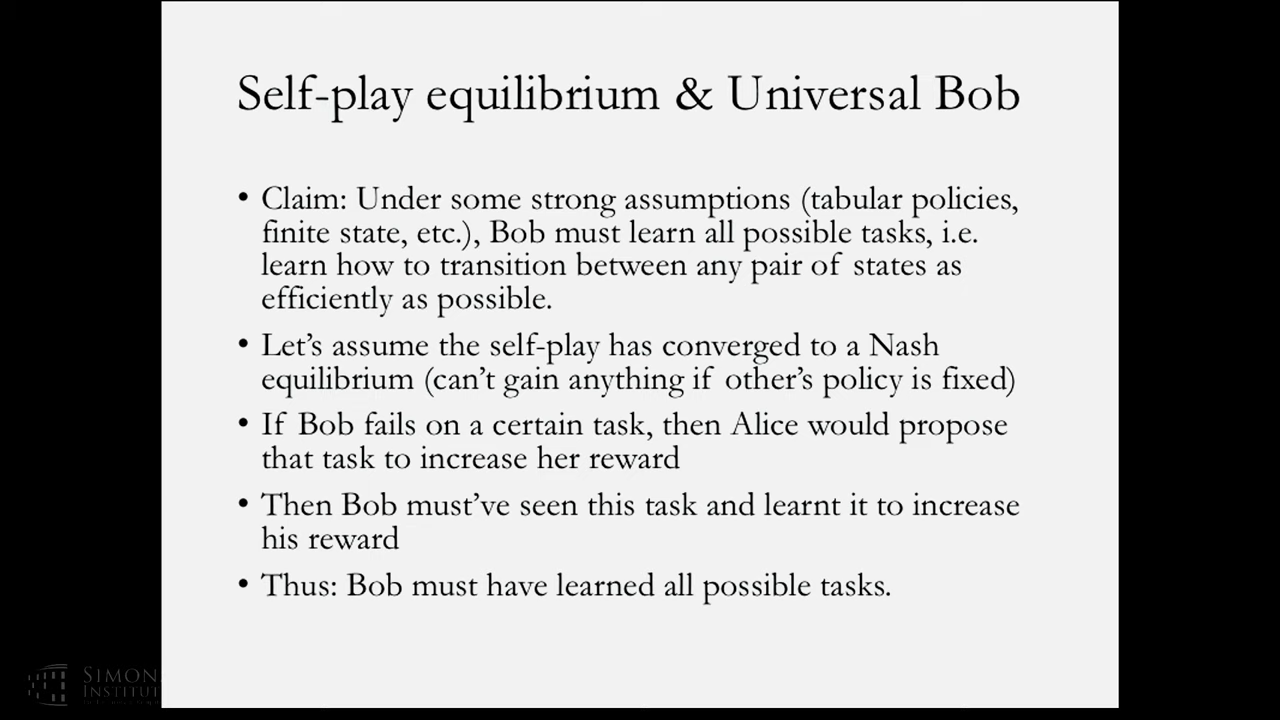 Self-play equilibrium & Universal Bob
• Claim: Under some strong assumptions (tabular policies,
finite state, etc.), Bob must learn all possible tasks, i.e.
learn how to transition between any pair of states as
efficiently as possible.
• Let's assume the self-play has converged to a Nash
equilibrium (can't gain anything if other's policy is fixed)
• If Bob fails on a certain task, then Alice would propose
that task to increase her reward
• Then Bob must've seen this task and learnt it to increase
his reward
• Thus: Bob must have learned all possible tasks.
SIMONS
INSTITUT